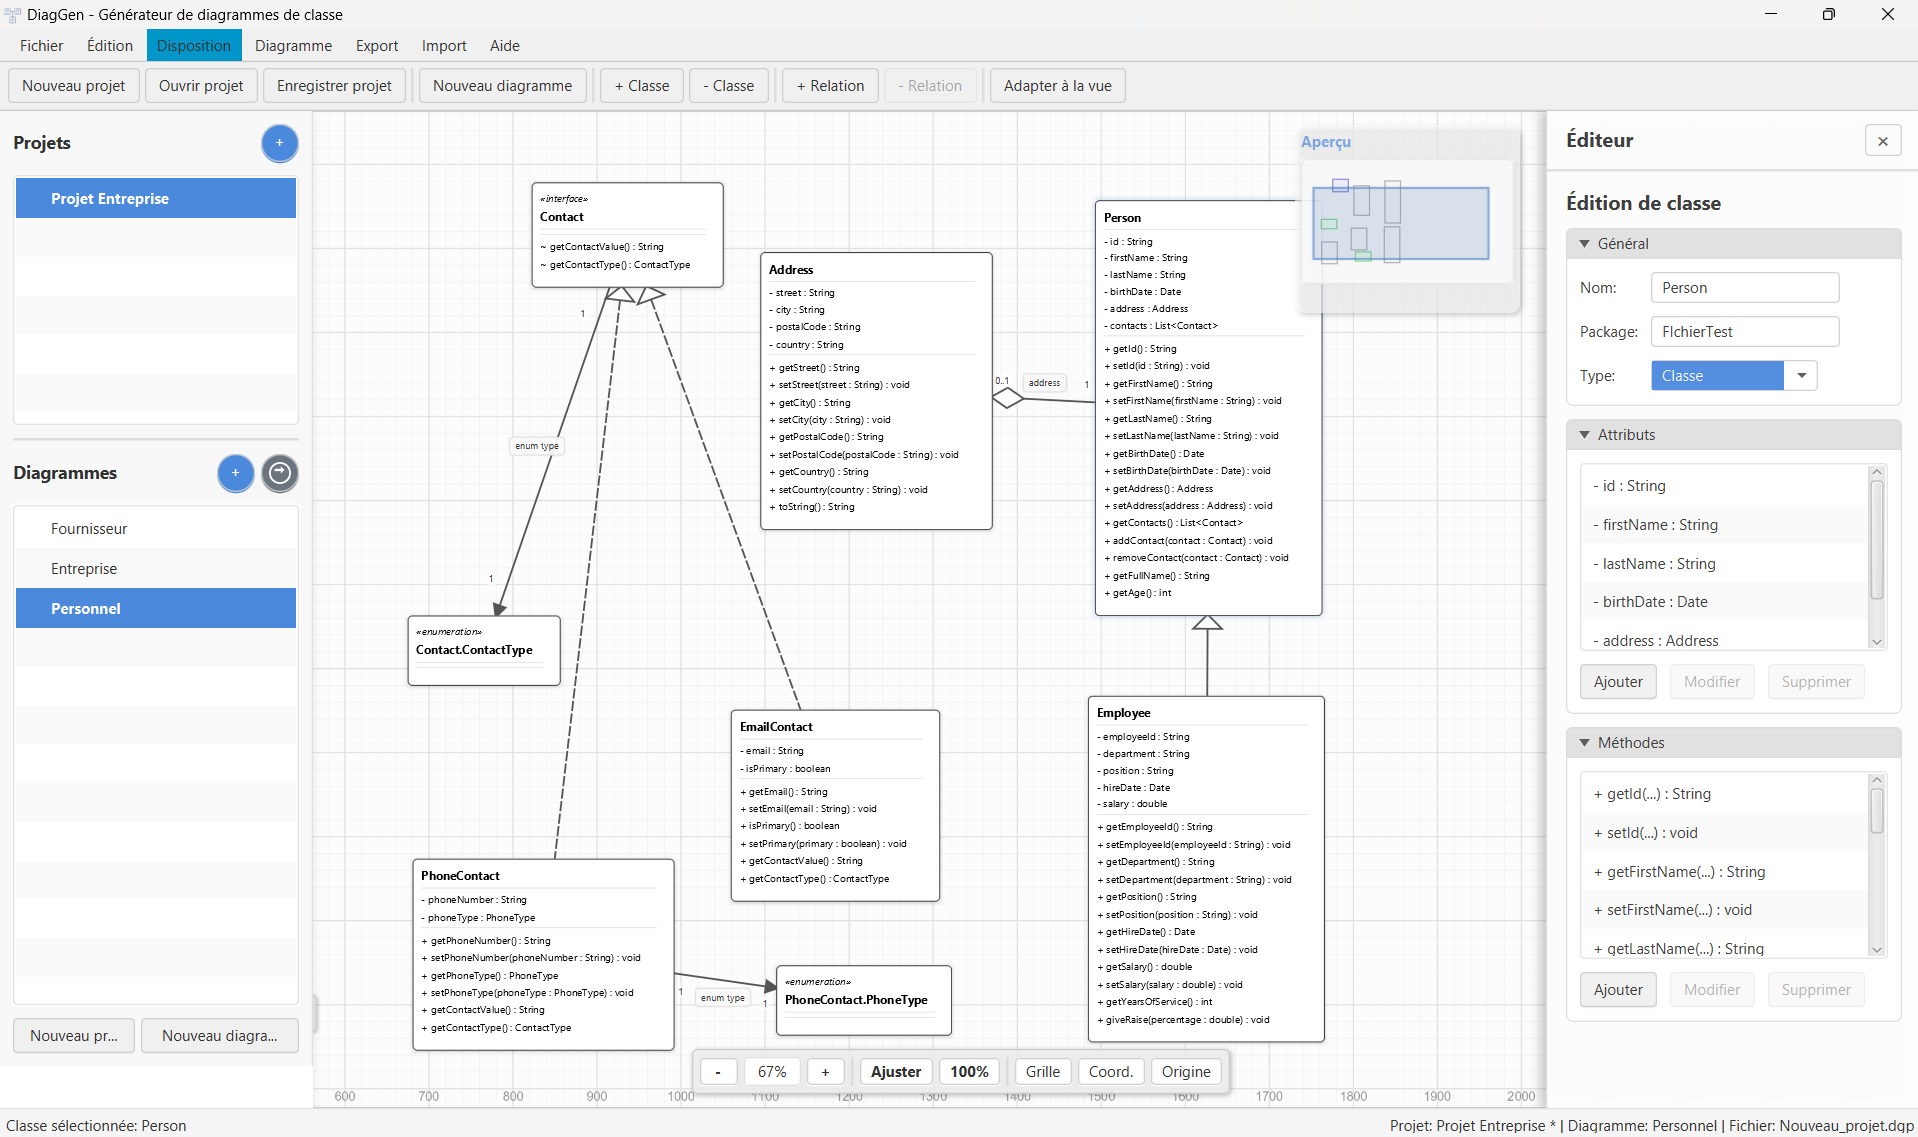 DiagGen - Générateur de diagrammes de classe
Fichier Édition Disposition Diagramme Export Import Aide
Nouveau projet Ouvrir projet Enregistrer projet Nouveau diagramme + Classe - Classe + Relation - Relation Adapter à la vue
Projets
+
Projet Entreprise
Diagrammes
+
Fournisseur
Entreprise
Personnel
Nouveau pr...
Nouveau diagra...
«interface»
Contact
~ getContactValue() : String
~ getContactType() : ContactType
1
enum type
1
«enumeration»
Contact.ContactType
Address
- street : String
- city : String
- postalCode : String
- country : String
+ getStreet() : String
+ setStreet(street : String) : void
+ getCity() : String
+ setCity(city : String) : void
+ getPostalCode() : String
+ setPostalCode(postalCode : String) : void
+ getCountry() : String
+ setCountry(country : String) : void
+ toString() : String
0..1
address
1
Person
- id : String
- firstName : String
- lastName : String
- birthDate : Date
- address : Address
- contacts : List<Contact>
+ getId() : String
+ setId(id : String) : void
+ getFirstName() : String
+ setFirstName(firstName : String) : void
+ getLastName() : String
+ setLastName(lastName : String) : void
+ getBirthDate() : Date
+ setBirthDate(birthDate : Date) : void
+ getAddress() : Address
+ setAddress(address : Address) : void
+ getContacts() : List<Contact>
+ addContact(contact : Contact) : void
+ removeContact(contact : Contact) : void
+ getFullName() : String
+ getAge() : int
Aperçu
EmailContact
- email : String
- isPrimary : boolean
+ getEmail() : String
+ setEmail(email : String) : void
+ isPrimary() : boolean
+ setPrimary(primary : boolean) : void
+ getContactValue() : String
+ getContactType() : ContactType
Employee
- employeeId : String
- department : String
- position : String
- hireDate : Date
- salary : double
+ getEmployeeId() : String
+ setEmployeeId(employeeId : String) : void
+ getDepartment() : String
+ setDepartment(department : String) : void
+ getPosition() : String
+ setPosition(position : String) : void
+ getHireDate() : Date
+ setHireDate(hireDate : Date) : void
+ getSalary() : double
+ setSalary(salary : double) : void
+ getYearsOfService() : int
+ giveRaise(percentage : double) : void
PhoneContact
- phoneNumber : String
- phoneType : PhoneType
+ getPhoneNumber() : String
+ setPhoneNumber(phoneNumber : String) : void
+ getPhoneType() : PhoneType
+ setPhoneType(phoneType : PhoneType) : void
+ getContactValue() : String
+ getContactType() : ContactType
1
enum type
1
«enumeration»
PhoneContact.PhoneType
- 67% + Ajuster 100% Grille Coord. Origine
600 700 800 900 1000 1100 1200 1300 1400 1500 1600 1700 1800 1900 2000
Éditeur
×
Édition de classe
Général
Nom: Person
Package: FIchierTest
Type: Classe
Attributs
- id : String
- firstName : String
- lastName : String
- birthDate : Date
- address : Address
Ajouter Modifier Supprimer
Méthodes
+ getId(...) : String
+ setId(...) : void
+ getFirstName(...) : String
+ setFirstName(...) : void
+ getLastName(...) : String
Ajouter Modifier Supprimer
Classe sélectionnée: Person
Projet: Projet Entreprise * | Diagramme: Personnel | Fichier: Nouveau_projet.dgp